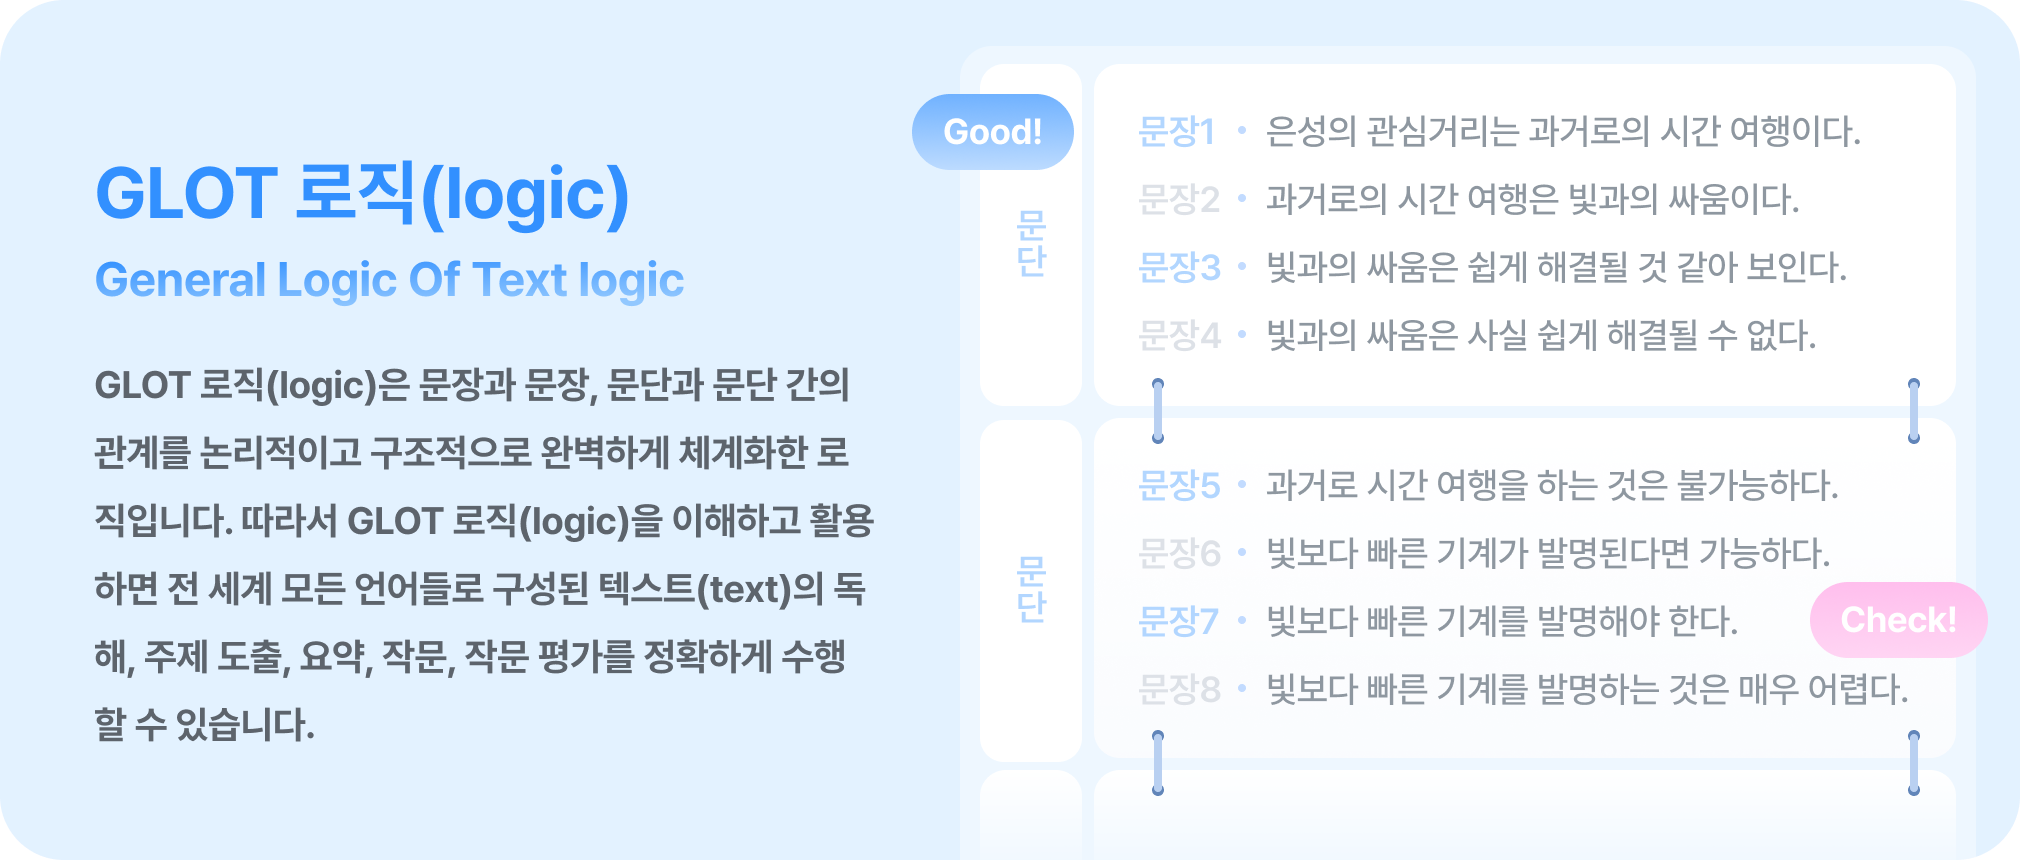 GLOT 로직(logic)
General Logic Of Text logic
GLOT 로직(logic)은 문장과 문장, 문단과 문단 간의
관계를 논리적이고 구조적으로 완벽하게 체계화한 로
직입니다. 따라서 GLOT 로직(logic)을 이해하고 활용
하면 전 세계 모든 언어들로 구성된 텍스트(text)의 독
해, 주제 도출, 요약, 작문, 작문 평가를 정확하게 수행
할 수 있습니다.
Good!
문단
문장1 • 은성의 관심거리는 과거로의 시간 여행이다.
문장2 • 과거로의 시간 여행은 빛과의 싸움이다.
문장3 • 빛과의 싸움은 쉽게 해결될 것 같아 보인다.
문장4 • 빛과의 싸움은 사실 쉽게 해결될 수 없다.
문단
문장5 • 과거로 시간 여행을 하는 것은 불가능하다.
문장6 • 빛보다 빠른 기계가 발명된다면 가능하다.
문장7 • 빛보다 빠른 기계를 발명해야 한다.
Check!
문장8 • 빛보다 빠른 기계를 발명하는 것은 매우 어렵다.